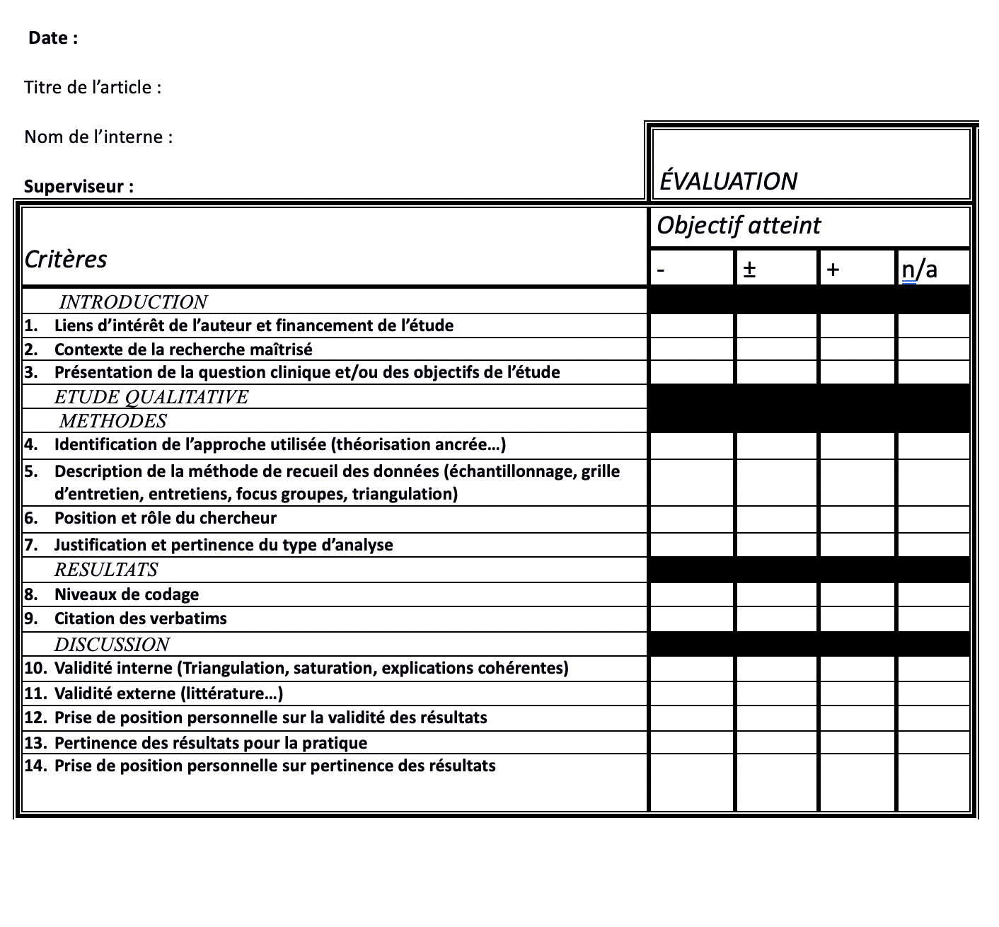 Date :
Titre de l’article :
Nom de l’interne :
Superviseur :
ÉVALUATION
Critères
Objectif atteint
- ± + n/a
INTRODUCTION
1. Liens d’intérêt de l’auteur et financement de l’étude
2. Contexte de la recherche maîtrisé
3. Présentation de la question clinique et/ou des objectifs de l’étude
ETUDE QUALITATIVE
METHODES
4. Identification de l’approche utilisée (théorisation ancrée…)
5. Description de la méthode de recueil des données (échantillonnage, grille
d’entretien, entretiens, focus groupes, triangulation)
6. Position et rôle du chercheur
7. Justification et pertinence du type d’analyse
RESULTATS
8. Niveaux de codage
9. Citation des verbatims
DISCUSSION
10. Validité interne (Triangulation, saturation, explications cohérentes)
11. Validité externe (littérature…)
12. Prise de position personnelle sur la validité des résultats
13. Pertinence des résultats pour la pratique
14. Prise de position personnelle sur pertinence des résultats